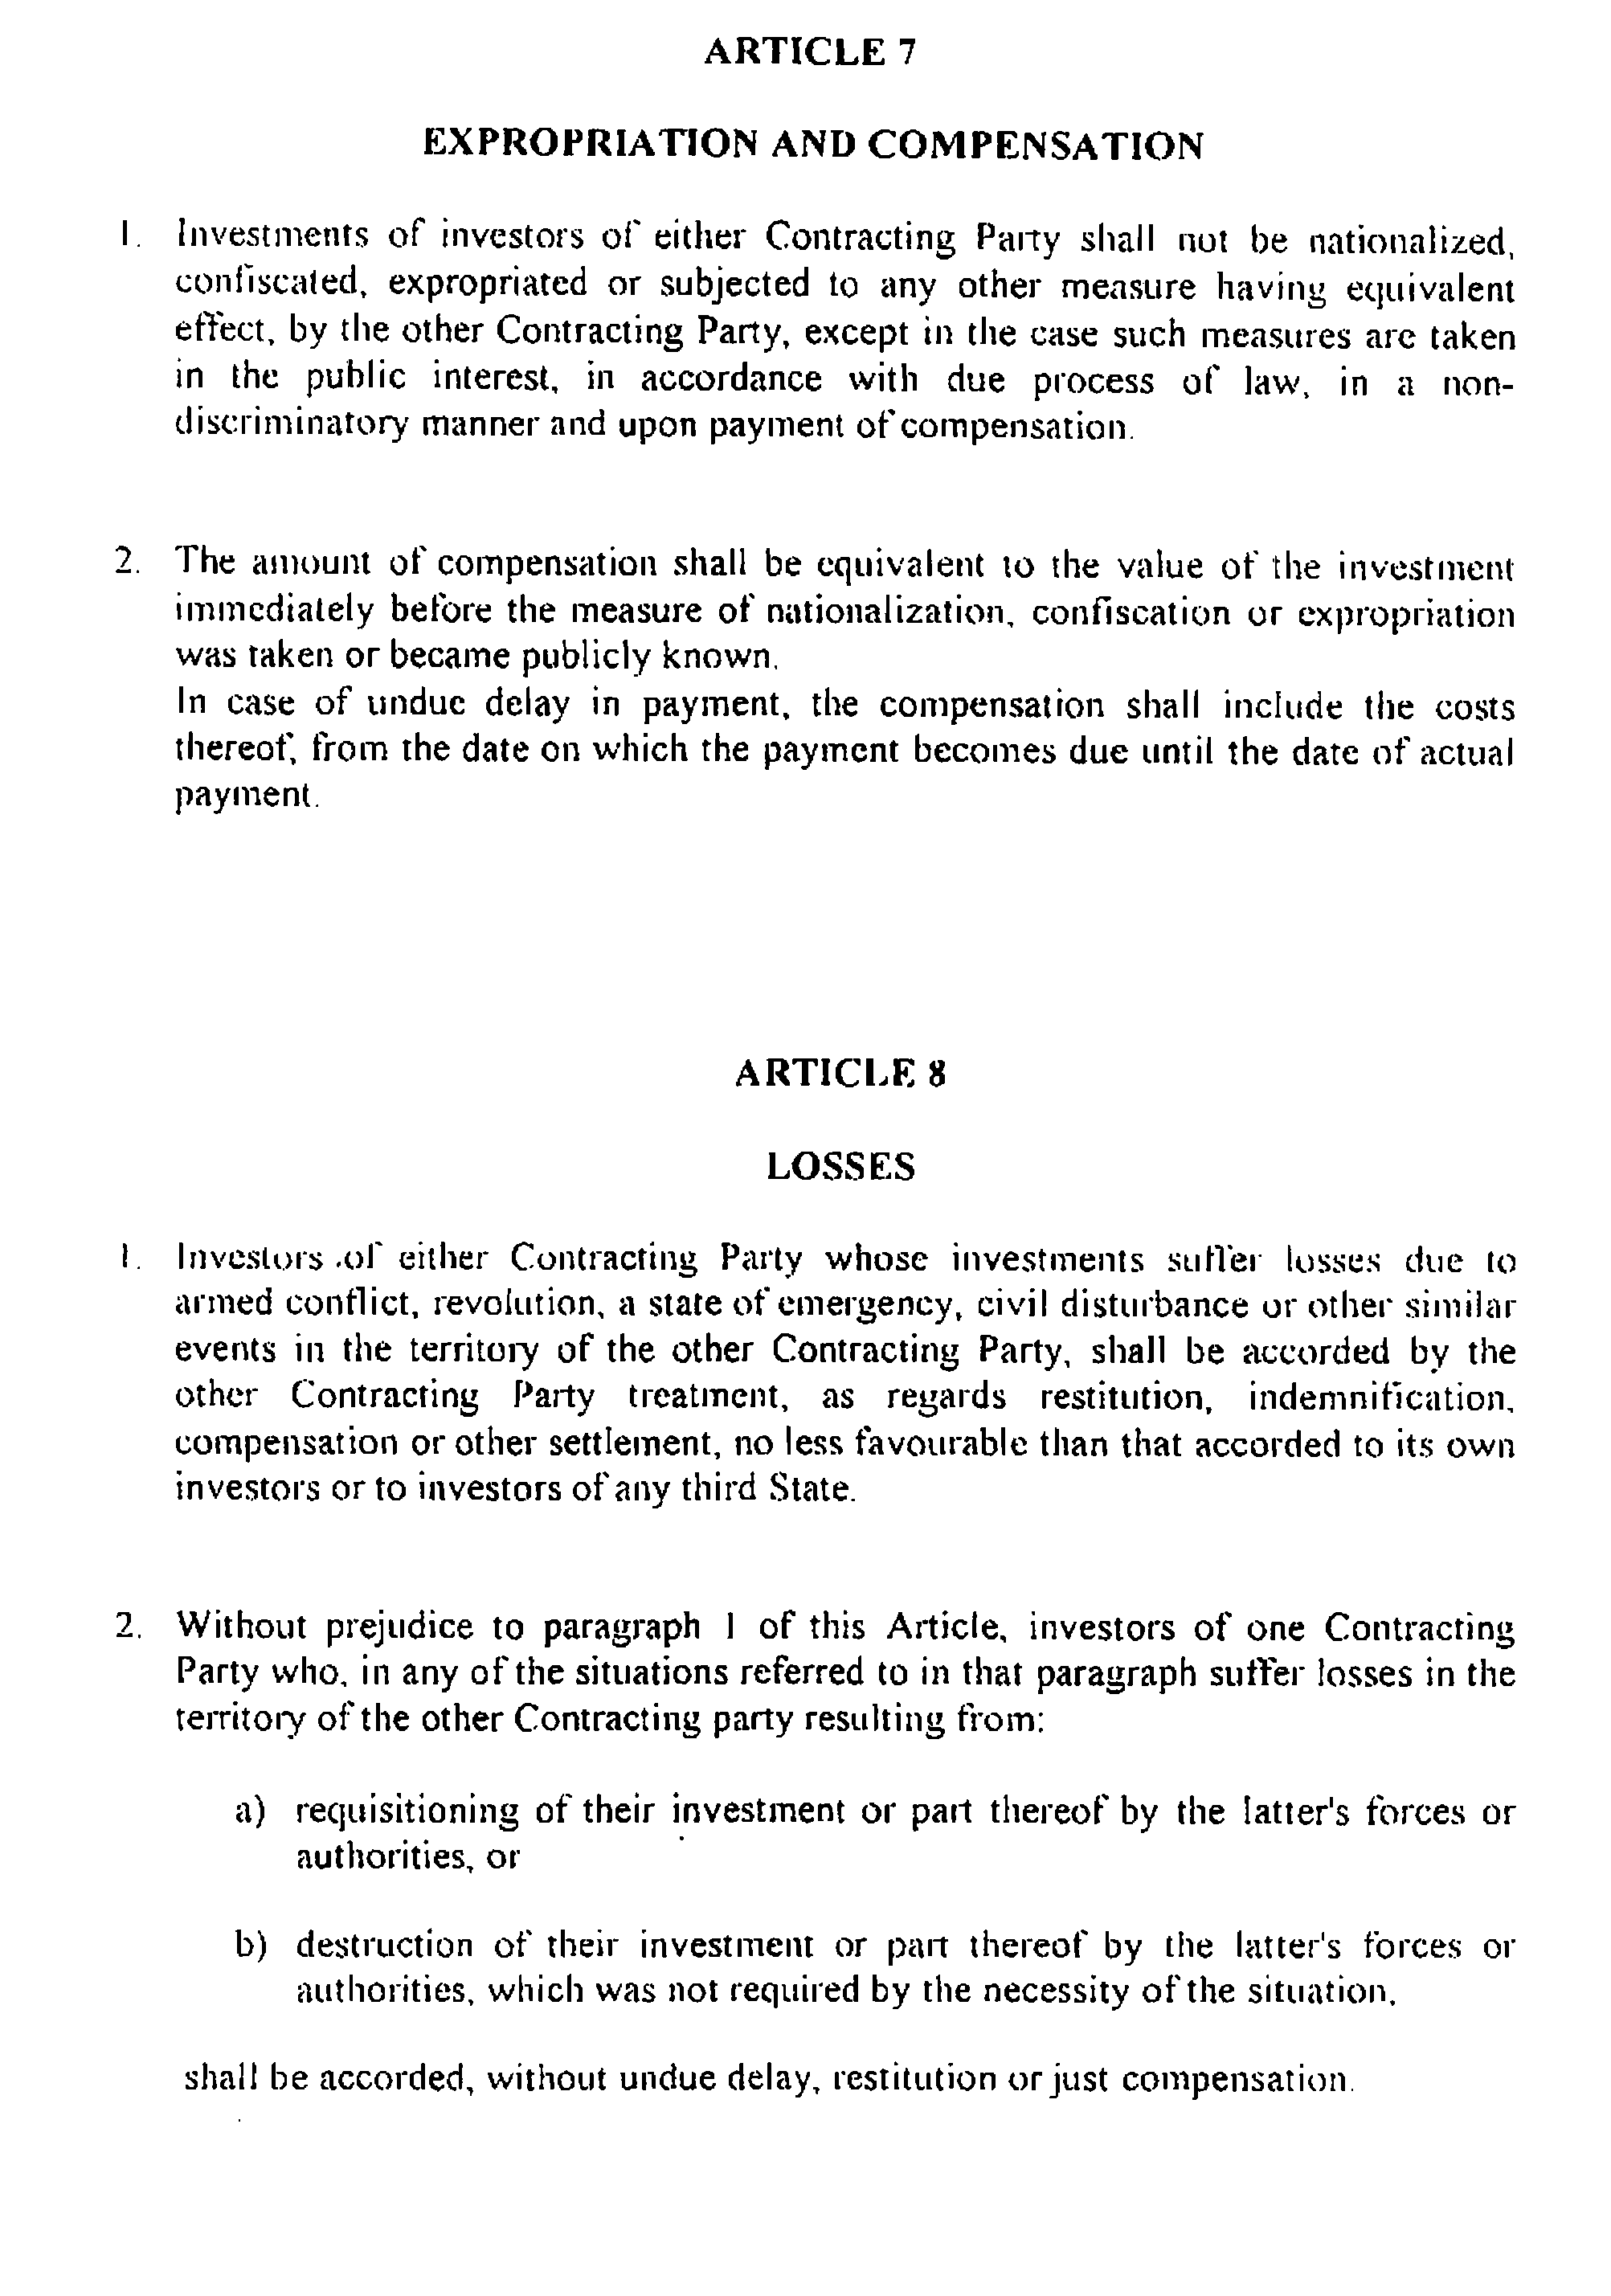 ARTICLE 7
EXPROPRIATION AND COMPENSATION
1. Investments of investors of either Contracting Party shall not be nationalized,
confiscated, expropriated or subjected to any other measure having equivalent
effect, by the other Contracting Party, except in the case such measures are taken
in the public interest, in accordance with due process of law, in a non-
discriminatory manner and upon payment of compensation.
2. The amount of compensation shall be equivalent to the value of the investment
immediately before the measure of nationalization, confiscation or expropriation
was taken or became publicly known.
In case of undue delay in payment, the compensation shall include the costs
thereof, from the date on which the payment becomes due until the date of actual
payment.
ARTICLE 8
LOSSES
1. Investors .of either Contracting Party whose investments suffer losses due to
armed conflict, revolution, a state of emergency, civil disturbance or other similar
events in the territory of the other Contracting Party, shall be accorded by the
other Contracting Party treatment, as regards restitution, indemnification,
compensation or other settlement, no less favourable than that accorded to its own
investors or to investors of any third State.
2. Without prejudice to paragraph 1 of this Article, investors of one Contracting
Party who, in any of the situations referred to in that paragraph suffer losses in the
territory of the other Contracting party resulting from:
a) requisitioning of their investment or part thereof by the latter's forces or
authorities, or
b) destruction of their investment or part thereof by the latter's forces or
authorities, which was not required by the necessity of the situation,
shall be accorded, without undue delay, restitution or just compensation.